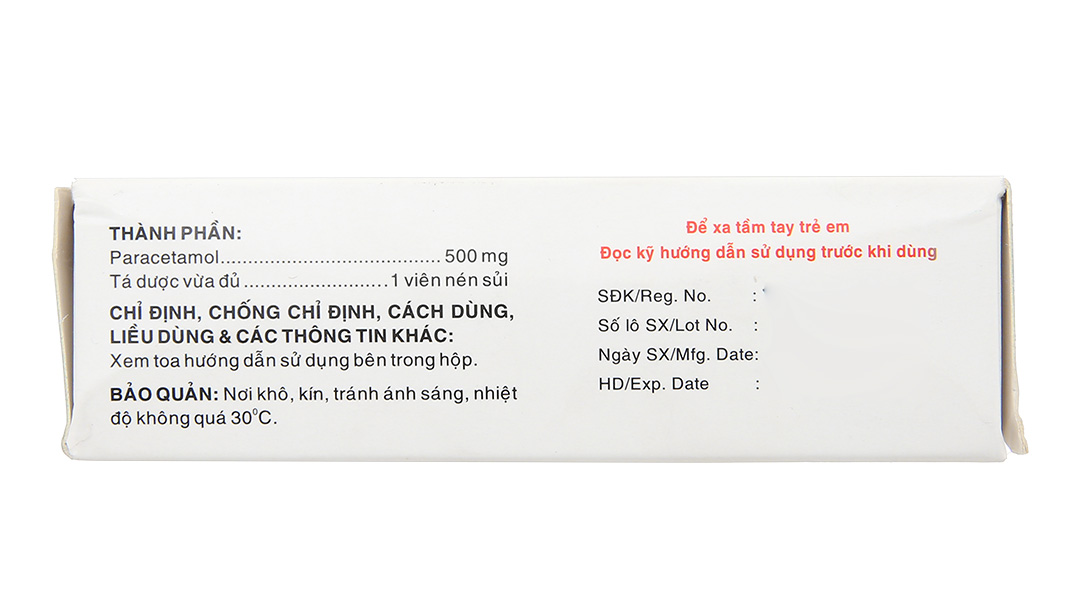 THÀNH PHẦN:
Paracetamol........................................ 500 mg
Tá dược vừa đủ..........................1 viên nén sủi
CHỈ ĐỊNH, CHỐNG CHỈ ĐỊNH, CÁCH DÙNG,
LIỀU DÙNG & CÁC THÔNG TIN KHÁC:
Xem toa hướng dẫn sử dụng bên trong hộp.
BẢO QUẢN: Nơi khô, kín, tránh ánh sáng, nhiệt
độ không quá 30⁰C.
Để xa tầm tay trẻ em
Đọc kỹ hướng dẫn sử dụng trước khi dùng
SĐK/Reg. No. :
Số lô SX/Lot No. :
Ngày SX/Mfg. Date:
HD/Exp. Date :